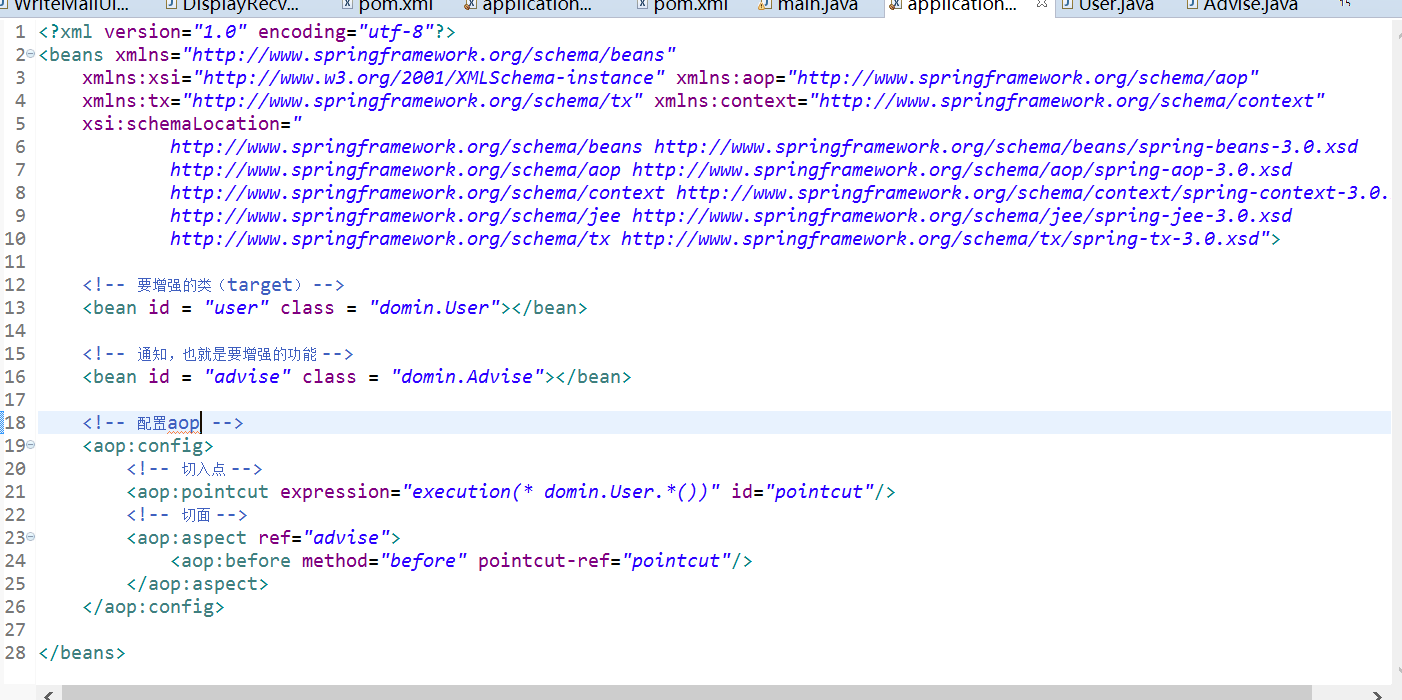 WriteMailUI... DisplayRecv... pom.xml application... pom.xml main.java application... User.java Advise.java
1 <?xml version="1.0" encoding="utf-8"?>
2 <beans xmlns="http://www.springframework.org/schema/beans"
3 xmlns:xsi="http://www.w3.org/2001/XMLSchema-instance" xmlns:aop="http://www.springframework.org/schema/aop"
4 xmlns:tx="http://www.springframework.org/schema/tx" xmlns:context="http://www.springframework.org/schema/context"
5 xsi:schemaLocation="
6 http://www.springframework.org/schema/beans http://www.springframework.org/schema/beans/spring-beans-3.0.xsd
7 http://www.springframework.org/schema/aop http://www.springframework.org/schema/aop/spring-aop-3.0.xsd
8 http://www.springframework.org/schema/context http://www.springframework.org/schema/context/spring-context-3.0.
9 http://www.springframework.org/schema/jee http://www.springframework.org/schema/jee/spring-jee-3.0.xsd
10 http://www.springframework.org/schema/tx http://www.springframework.org/schema/tx/spring-tx-3.0.xsd">
11
12 <!-- 要增强的类（target） -->
13 <bean id = "user" class = "domin.User"></bean>
14
15 <!-- 通知，也就是要增强的功能 -->
16 <bean id = "advise" class = "domin.Advise"></bean>
17
18 <!-- 配置aop -->
19 <aop:config>
20 <!-- 切入点 -->
21 <aop:pointcut expression="execution(* domin.User.*())" id="pointcut"/>
22 <!-- 切面 -->
23 <aop:aspect ref="advise">
24 <aop:before method="before" pointcut-ref="pointcut"/>
25 </aop:aspect>
26 </aop:config>
27
28 </beans>